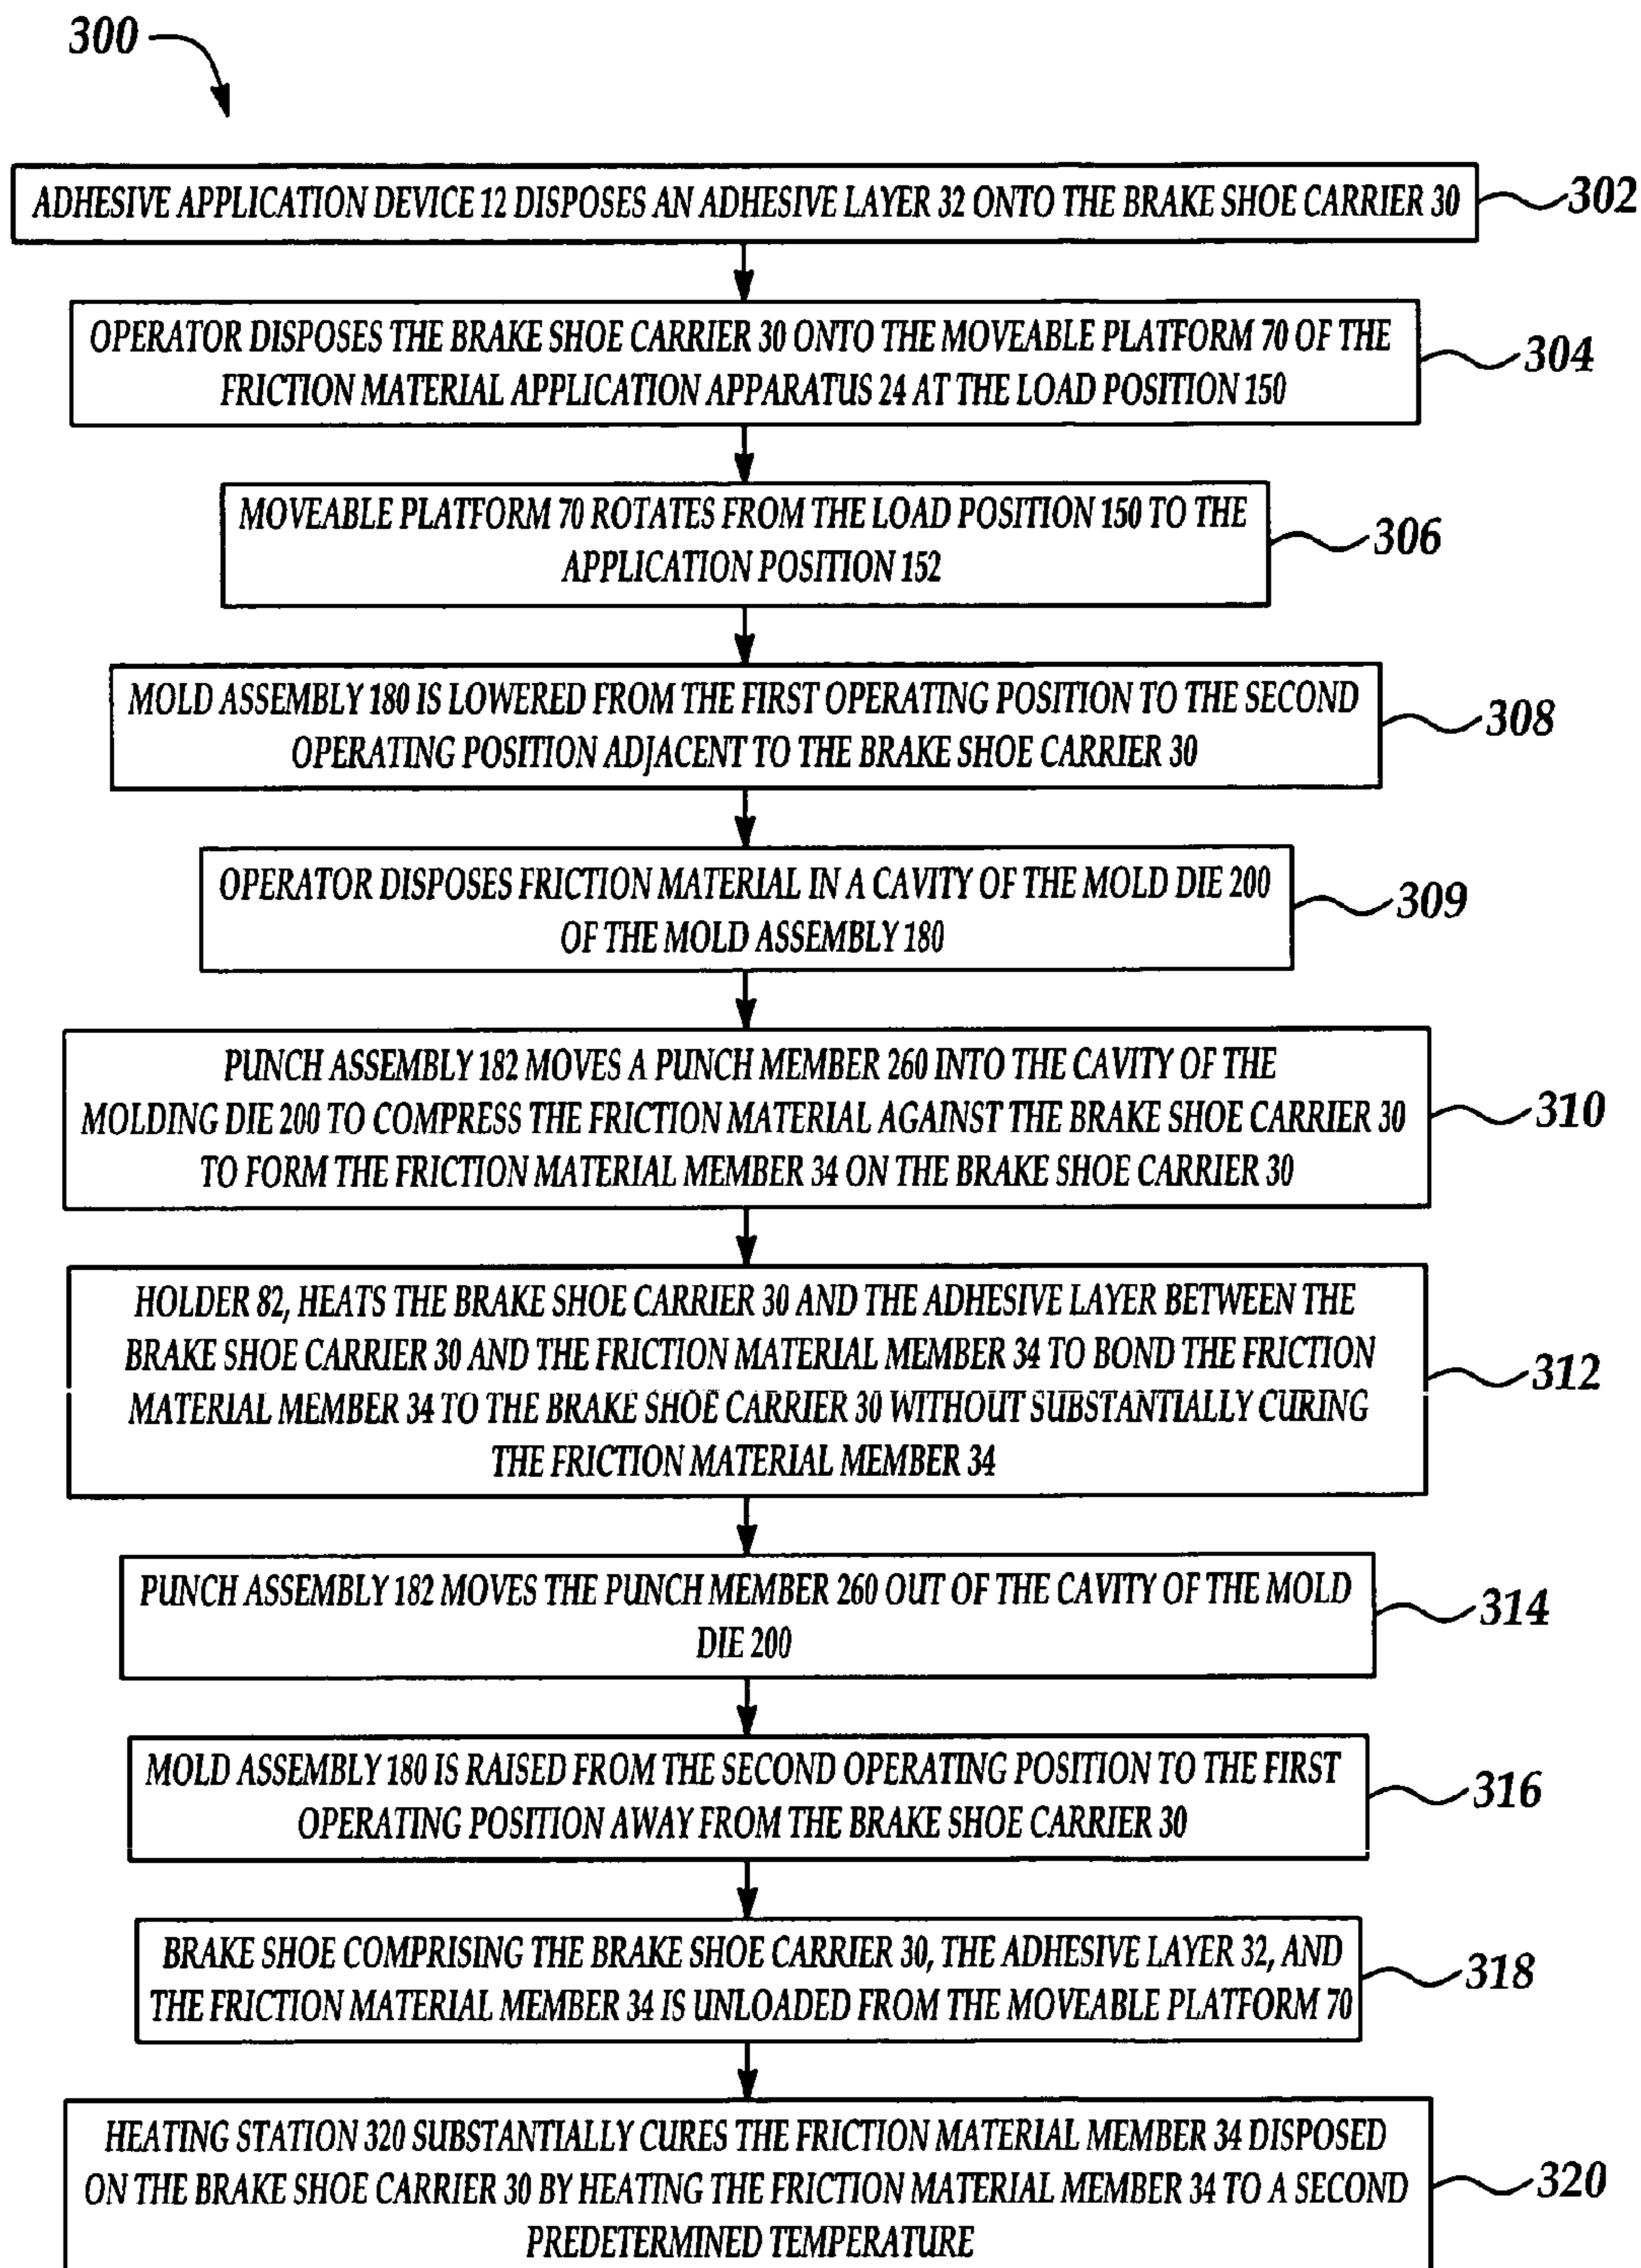 300
ADHESIVE APPLICATION DEVICE 12 DISPOSES AN ADHESIVE LAYER 32 ONTO THE BRAKE SHOE CARRIER 30
302
OPERATOR DISPOSES THE BRAKE SHOE CARRIER 30 ONTO THE MOVEABLE PLATFORM 70 OF THE
FRICTION MATERIAL APPLICATION APPARATUS 24 AT THE LOAD POSITION 150
304
MOVEABLE PLATFORM 70 ROTATES FROM THE LOAD POSITION 150 TO THE
APPLICATION POSITION 152
306
MOLD ASSEMBLY 180 IS LOWERED FROM THE FIRST OPERATING POSITION TO THE SECOND
OPERATING POSITION ADJACENT TO THE BRAKE SHOE CARRIER 30
308
OPERATOR DISPOSES FRICTION MATERIAL IN A CAVITY OF THE MOLD DIE 200
OF THE MOLD ASSEMBLY 180
309
PUNCH ASSEMBLY 182 MOVES A PUNCH MEMBER 260 INTO THE CAVITY OF THE
MOLDING DIE 200 TO COMPRESS THE FRICTION MATERIAL AGAINST THE BRAKE SHOE CARRIER 30
TO FORM THE FRICTION MATERIAL MEMBER 34 ON THE BRAKE SHOE CARRIER 30
310
HOLDER 82, HEATS THE BRAKE SHOE CARRIER 30 AND THE ADHESIVE LAYER BETWEEN THE
BRAKE SHOE CARRIER 30 AND THE FRICTION MATERIAL MEMBER 34 TO BOND THE FRICTION
MATERIAL MEMBER 34 TO THE BRAKE SHOE CARRIER 30 WITHOUT SUBSTANTIALLY CURING
THE FRICTION MATERIAL MEMBER 34
312
PUNCH ASSEMBLY 182 MOVES THE PUNCH MEMBER 260 OUT OF THE CAVITY OF THE MOLD
DIE 200
314
MOLD ASSEMBLY 180 IS RAISED FROM THE SECOND OPERATING POSITION TO THE FIRST
OPERATING POSITION AWAY FROM THE BRAKE SHOE CARRIER 30
316
BRAKE SHOE COMPRISING THE BRAKE SHOE CARRIER 30, THE ADHESIVE LAYER 32, AND
THE FRICTION MATERIAL MEMBER 34 IS UNLOADED FROM THE MOVEABLE PLATFORM 70
318
HEATING STATION 320 SUBSTANTIALLY CURES THE FRICTION MATERIAL MEMBER 34 DISPOSED
ON THE BRAKE SHOE CARRIER 30 BY HEATING THE FRICTION MATERIAL MEMBER 34 TO A SECOND
PREDETERMINED TEMPERATURE
320